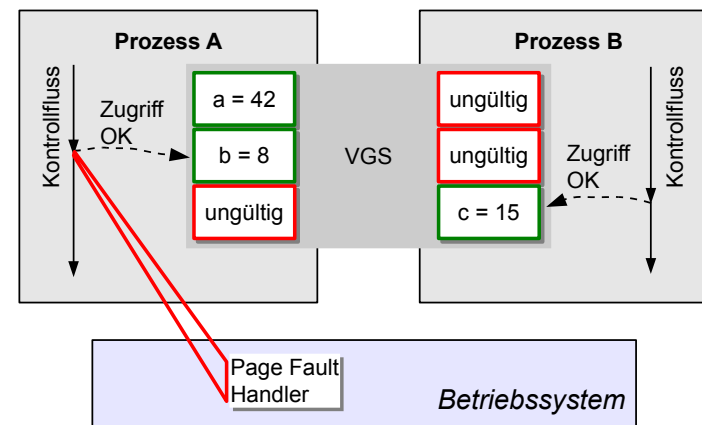 Prozess A
Prozess B
Kontrollfluss
Zugriff
OK
a = 42
b = 8
ungültig
VGS
ungültig
ungültig
c = 15
Zugriff
OK
Kontrollfluss
Page Fault
Handler
Betriebssystem